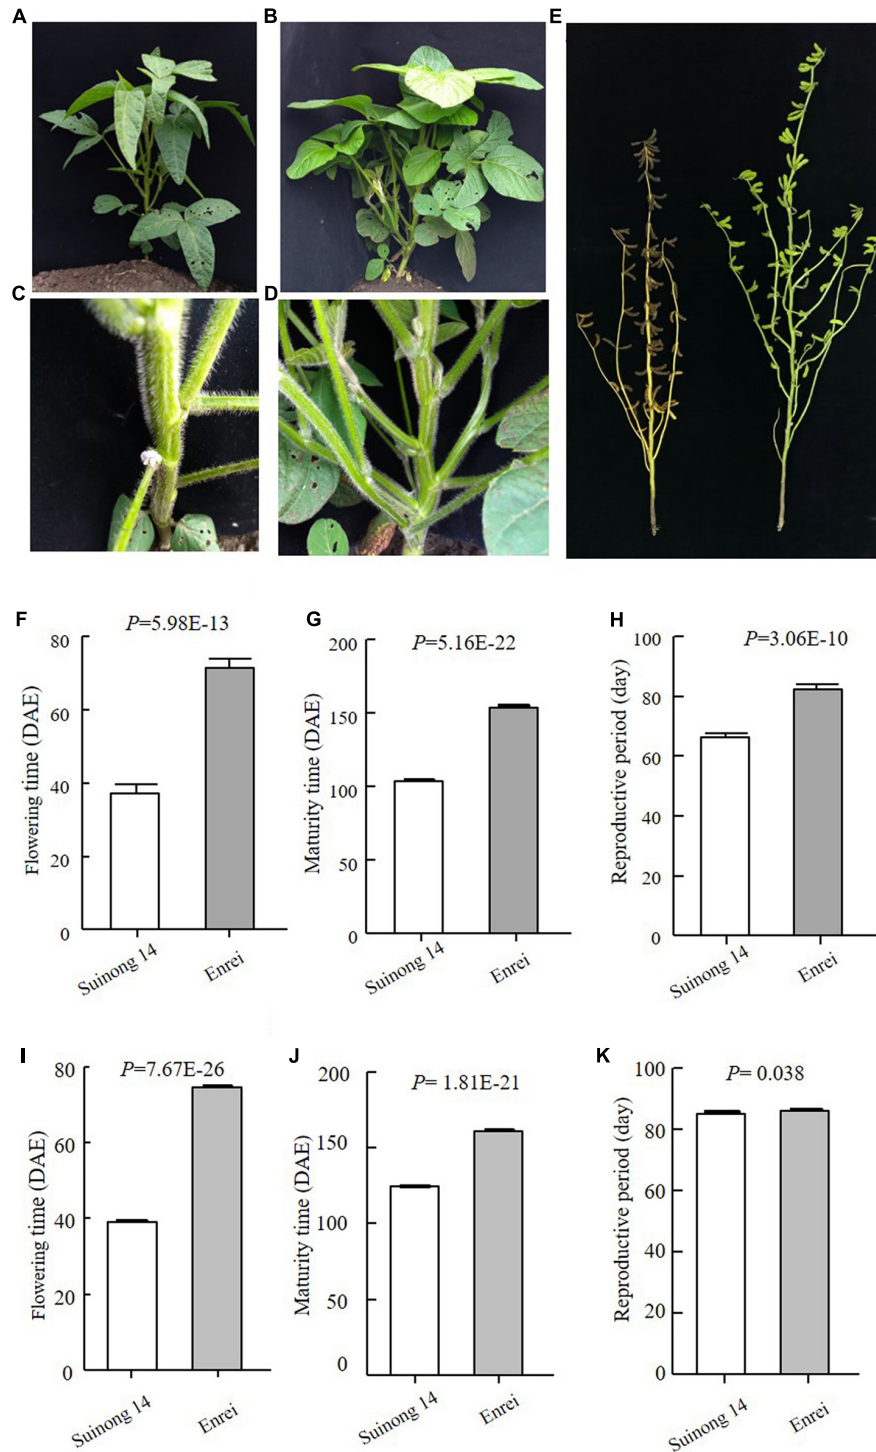 A
B
E
C
D
F
P=5.98E-13
Flowering time (DAE)
80
60
40
20
0
Suinong 14
Enrei
G
P=5.16E-22
Maturity time (DAE)
200
150
100
50
0
Suinong 14
Enrei
H
P=3.06E-10
Reproductive period (day)
100
80
60
40
20
0
Suinong 14
Enrei
I
P=7.67E-26
Flowering time (DAE)
80
60
40
20
0
Suinong 14
Enrei
J
P= 1.81E-21
Maturity time (DAE)
200
150
100
50
0
Suinong 14
Enrei
K
P= 0.038
Reproductive period (day)
100
80
60
40
20
0
Suinong 14
Enrei